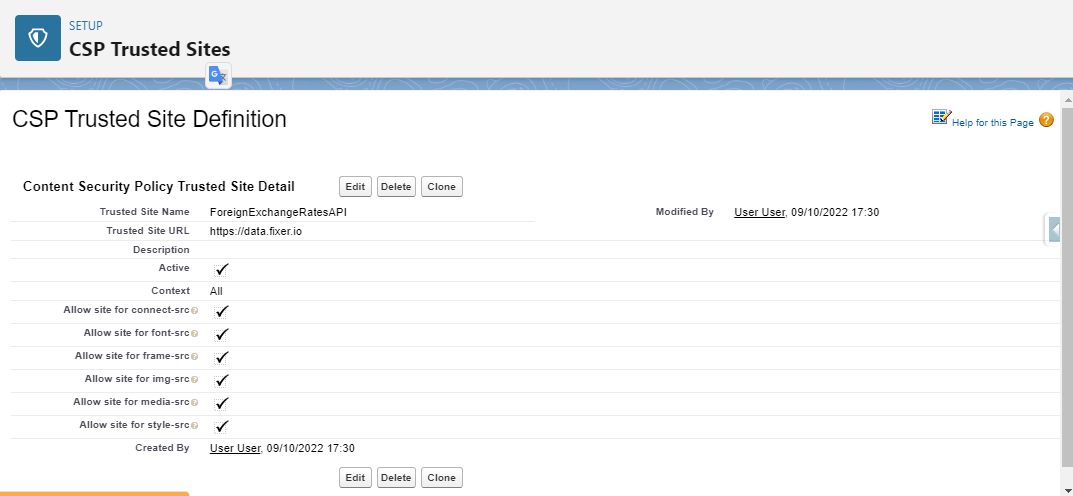 SETUP
CSP Trusted Sites
CSP Trusted Site Definition
Help for this Page
Content Security Policy Trusted Site Detail Edit Delete Clone
Trusted Site Name ForeignExchangeRatesAPI Modified By User User, 09/10/2022 17:30
Trusted Site URL https://data.fixer.io
Description
Active
Context All
Allow site for connect-src
Allow site for font-src
Allow site for frame-src
Allow site for img-src
Allow site for media-src
Allow site for style-src
Created By User User, 09/10/2022 17:30
Edit Delete Clone